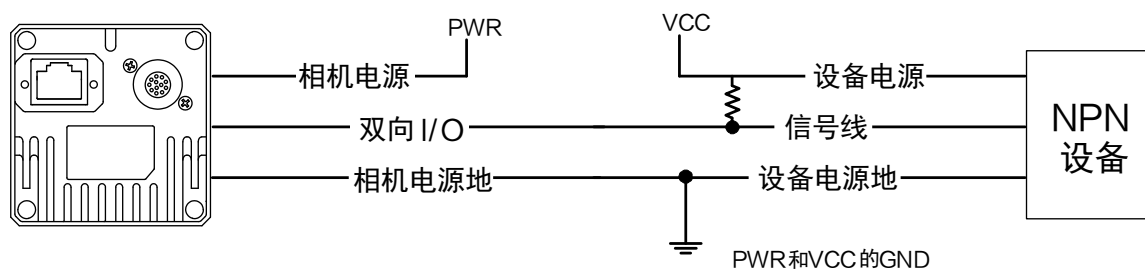 PWR
VCC
相机电源
设备电源
双向I/O
信号线
NPN
设备
相机电源地
设备电源地
PWR和VCC的GND